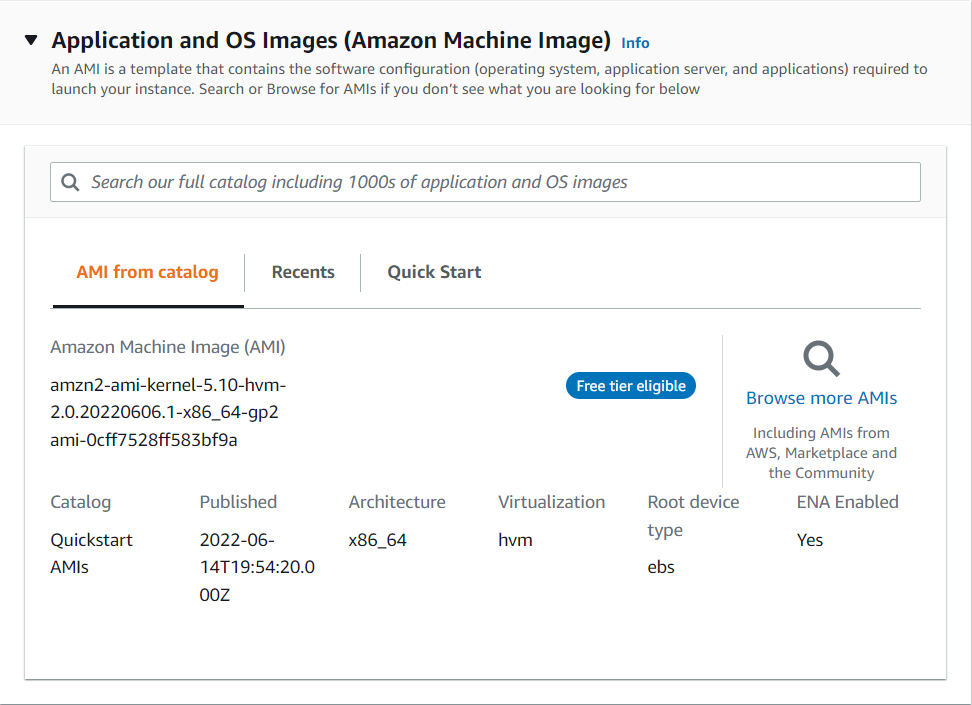 Application and OS Images (Amazon Machine Image) Info
An AMI is a template that contains the software configuration (operating system, application server, and applications) required to
launch your instance. Search or Browse for AMIs if you don’t see what you are looking for below
Search our full catalog including 1000s of application and OS images
AMI from catalog
Recents
Quick Start
Amazon Machine Image (AMI)
amzn2-ami-kernel-5.10-hvm-
2.0.20220606.1-x86_64-gp2
ami-0cff7528ff583bf9a
Free tier eligible
Browse more AMIs
Including AMIs from
AWS, Marketplace and
the Community
Catalog
Quickstart
AMIs
Published
2022-06-
14T19:54:20.0
00Z
Architecture
x86_64
Virtualization
hvm
Root device
type
ebs
ENA Enabled
Yes